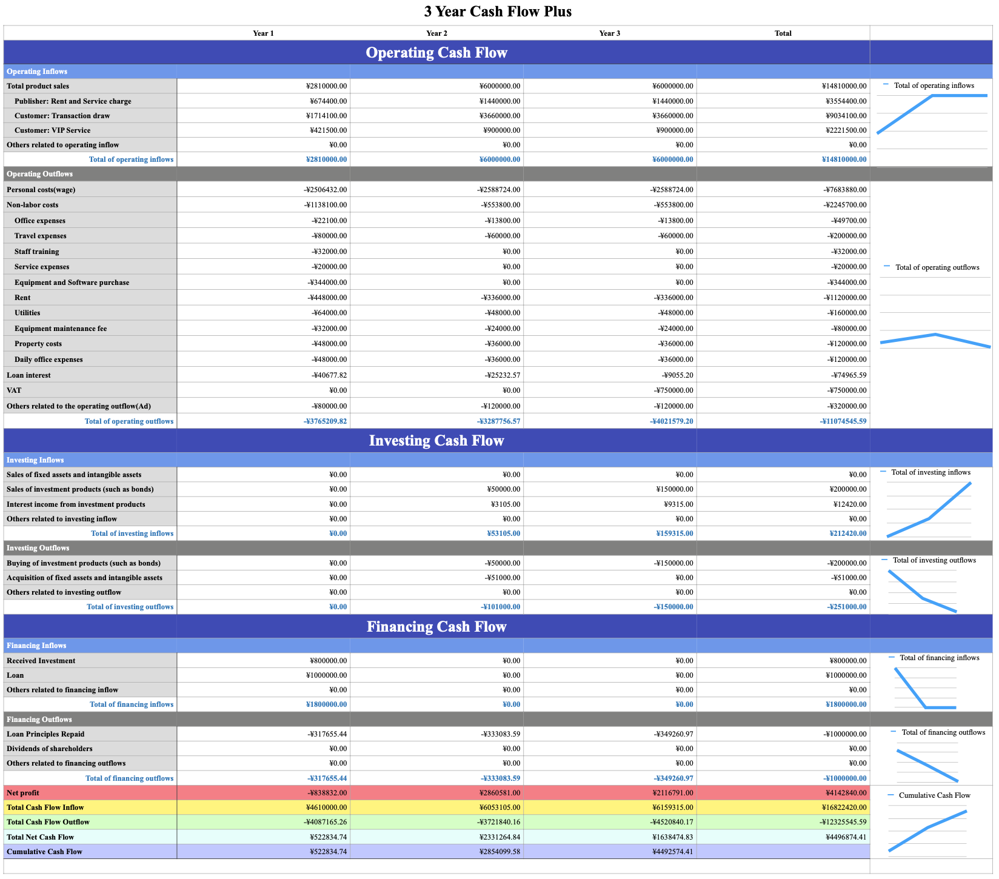 3 Year Cash Flow Plus
Year 1 Year 2 Year 3 Total
Operating Cash Flow
Operating Inflows
Total product sales ¥2810000.00 ¥6000000.00 ¥6000000.00 ¥14810000.00
Total of operating inflows
Publisher: Rent and Service charge ¥674400.00 ¥1440000.00 ¥1440000.00 ¥3554400.00
Customer: Transaction draw ¥1714100.00 ¥3660000.00 ¥3660000.00 ¥9034100.00
Customer: VIP Service ¥421500.00 ¥900000.00 ¥900000.00 ¥2221500.00
Others related to operating inflow ¥0.00 ¥0.00 ¥0.00 ¥0.00
Total of operating inflows ¥2810000.00 ¥6000000.00 ¥6000000.00 ¥14810000.00
Operating Outflows
Personal costs(wage) -¥2506432.00 -¥2588724.00 -¥2588724.00 -¥7683880.00
Non-labor costs -¥1138100.00 -¥553800.00 -¥553800.00 -¥2245700.00
Office expenses -¥22100.00 -¥13800.00 -¥13800.00 -¥49700.00
Travel expenses -¥80000.00 -¥60000.00 -¥60000.00 -¥200000.00
Staff training -¥32000.00 ¥0.00 ¥0.00 -¥32000.00
Service expenses -¥20000.00 ¥0.00 ¥0.00 -¥20000.00
Total of operating outflows
Equipment and Software purchase -¥344000.00 ¥0.00 ¥0.00 -¥344000.00
Rent -¥448000.00 -¥336000.00 -¥336000.00 -¥1120000.00
Utilities -¥64000.00 -¥48000.00 -¥48000.00 -¥160000.00
Equipment maintenance fee -¥32000.00 -¥24000.00 -¥24000.00 -¥80000.00
Property costs -¥48000.00 -¥36000.00 -¥36000.00 -¥120000.00
Daily office expenses -¥48000.00 -¥36000.00 -¥36000.00 -¥120000.00
Loan interest -¥40677.82 -¥25232.57 -¥9055.20 -¥74965.59
VAT ¥0.00 ¥0.00 -¥750000.00 -¥750000.00
Others related to the operating outflow(Ad) -¥80000.00 -¥120000.00 -¥120000.00 -¥320000.00
Total of operating outflows -¥3765209.82 -¥3287756.57 -¥4021579.20 -¥11074545.59
Investing Cash Flow
Investing Inflows
Sales of fixed assets and intangible assets ¥0.00 ¥0.00 ¥0.00 ¥0.00
Total of investing inflows
Sales of investment products (such as bonds) ¥0.00 ¥50000.00 ¥150000.00 ¥200000.00
Interest income from investment products ¥0.00 ¥3105.00 ¥9315.00 ¥12420.00
Others related to investing inflow ¥0.00 ¥0.00 ¥0.00 ¥0.00
Total of investing inflows ¥0.00 ¥53105.00 ¥159315.00 ¥212420.00
Investing Outflows
Buying of investment products (such as bonds) ¥0.00 -¥50000.00 -¥150000.00 -¥200000.00
Total of investing outflows
Acquisition of fixed assets and intangible assets ¥0.00 -¥51000.00 ¥0.00 -¥51000.00
Others related to investing outflow ¥0.00 ¥0.00 ¥0.00 ¥0.00
Total of investing outflows ¥0.00 -¥101000.00 -¥150000.00 -¥251000.00
Financing Cash Flow
Financing Inflows
Received Investment ¥800000.00 ¥0.00 ¥0.00 ¥800000.00
Total of financing inflows
Loan ¥1000000.00 ¥0.00 ¥0.00 ¥1000000.00
Others related to financing inflow ¥0.00 ¥0.00 ¥0.00 ¥0.00
Total of financing inflows ¥1800000.00 ¥0.00 ¥0.00 ¥1800000.00
Financing Outflows
Loan Principles Repaid -¥317655.44 -¥333083.59 -¥349260.97 -¥1000000.00
Total of financing outflows
Dividends of shareholders ¥0.00 ¥0.00 ¥0.00 ¥0.00
Others related to financing outflows ¥0.00 ¥0.00 ¥0.00 ¥0.00
Total of financing outflows -¥317655.44 -¥333083.59 -¥349260.97 -¥1000000.00
Net profit -¥838832.00 ¥2860581.00 ¥2116791.00 ¥4142840.00
Cumulative Cash Flow
Total Cash Flow Inflow ¥4610000.00 ¥6053105.00 ¥6159315.00 ¥16822420.00
Total Cash Flow Outflow -¥4087165.26 -¥3721840.16 -¥4520840.17 -¥12325545.59
Total Net Cash Flow ¥522834.74 ¥2331264.84 ¥1638474.83 ¥4496874.41
Cumulative Cash Flow ¥522834.74 ¥2854099.58 ¥4492574.41